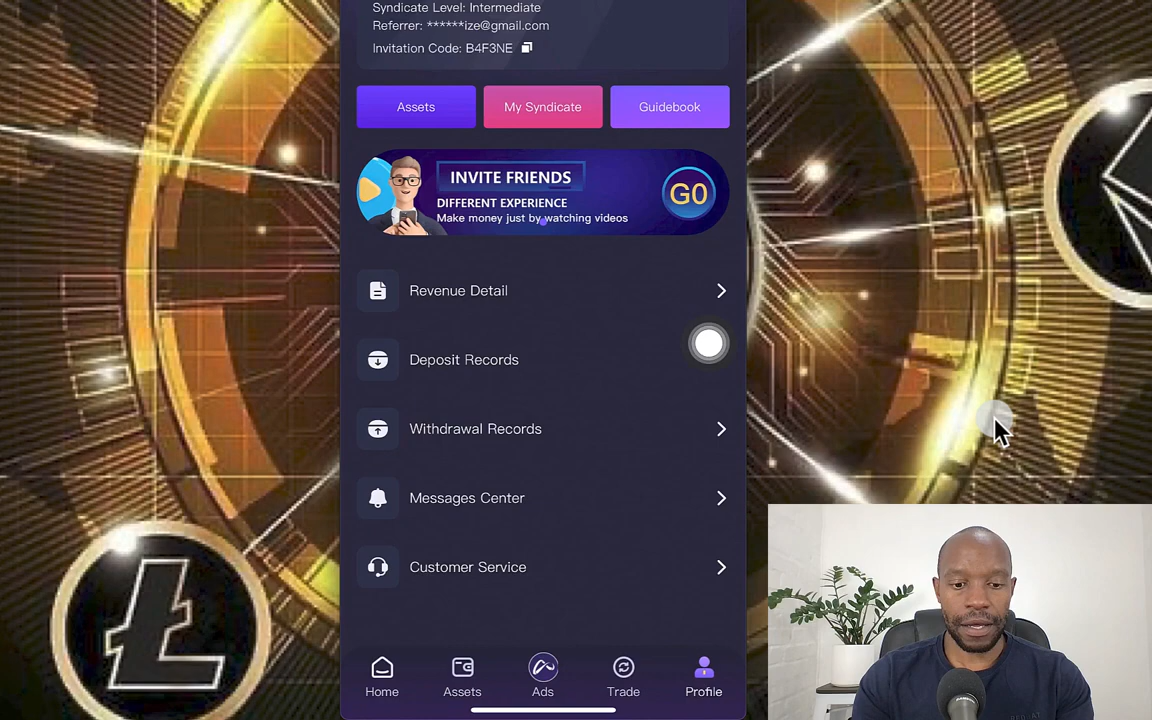 Syndicate Level: Intermediate
Referrer: ******ize@gmail.com
Invitation Code: B4F3NE
Assets
My Syndicate
Guidebook
INVITE FRIENDS
DIFFERENT EXPERIENCE
Make money just by watching videos
GO
Revenue Detail
Deposit Records
Withdrawal Records
Messages Center
Customer Service
Home
Assets
Ads
Trade
Profile